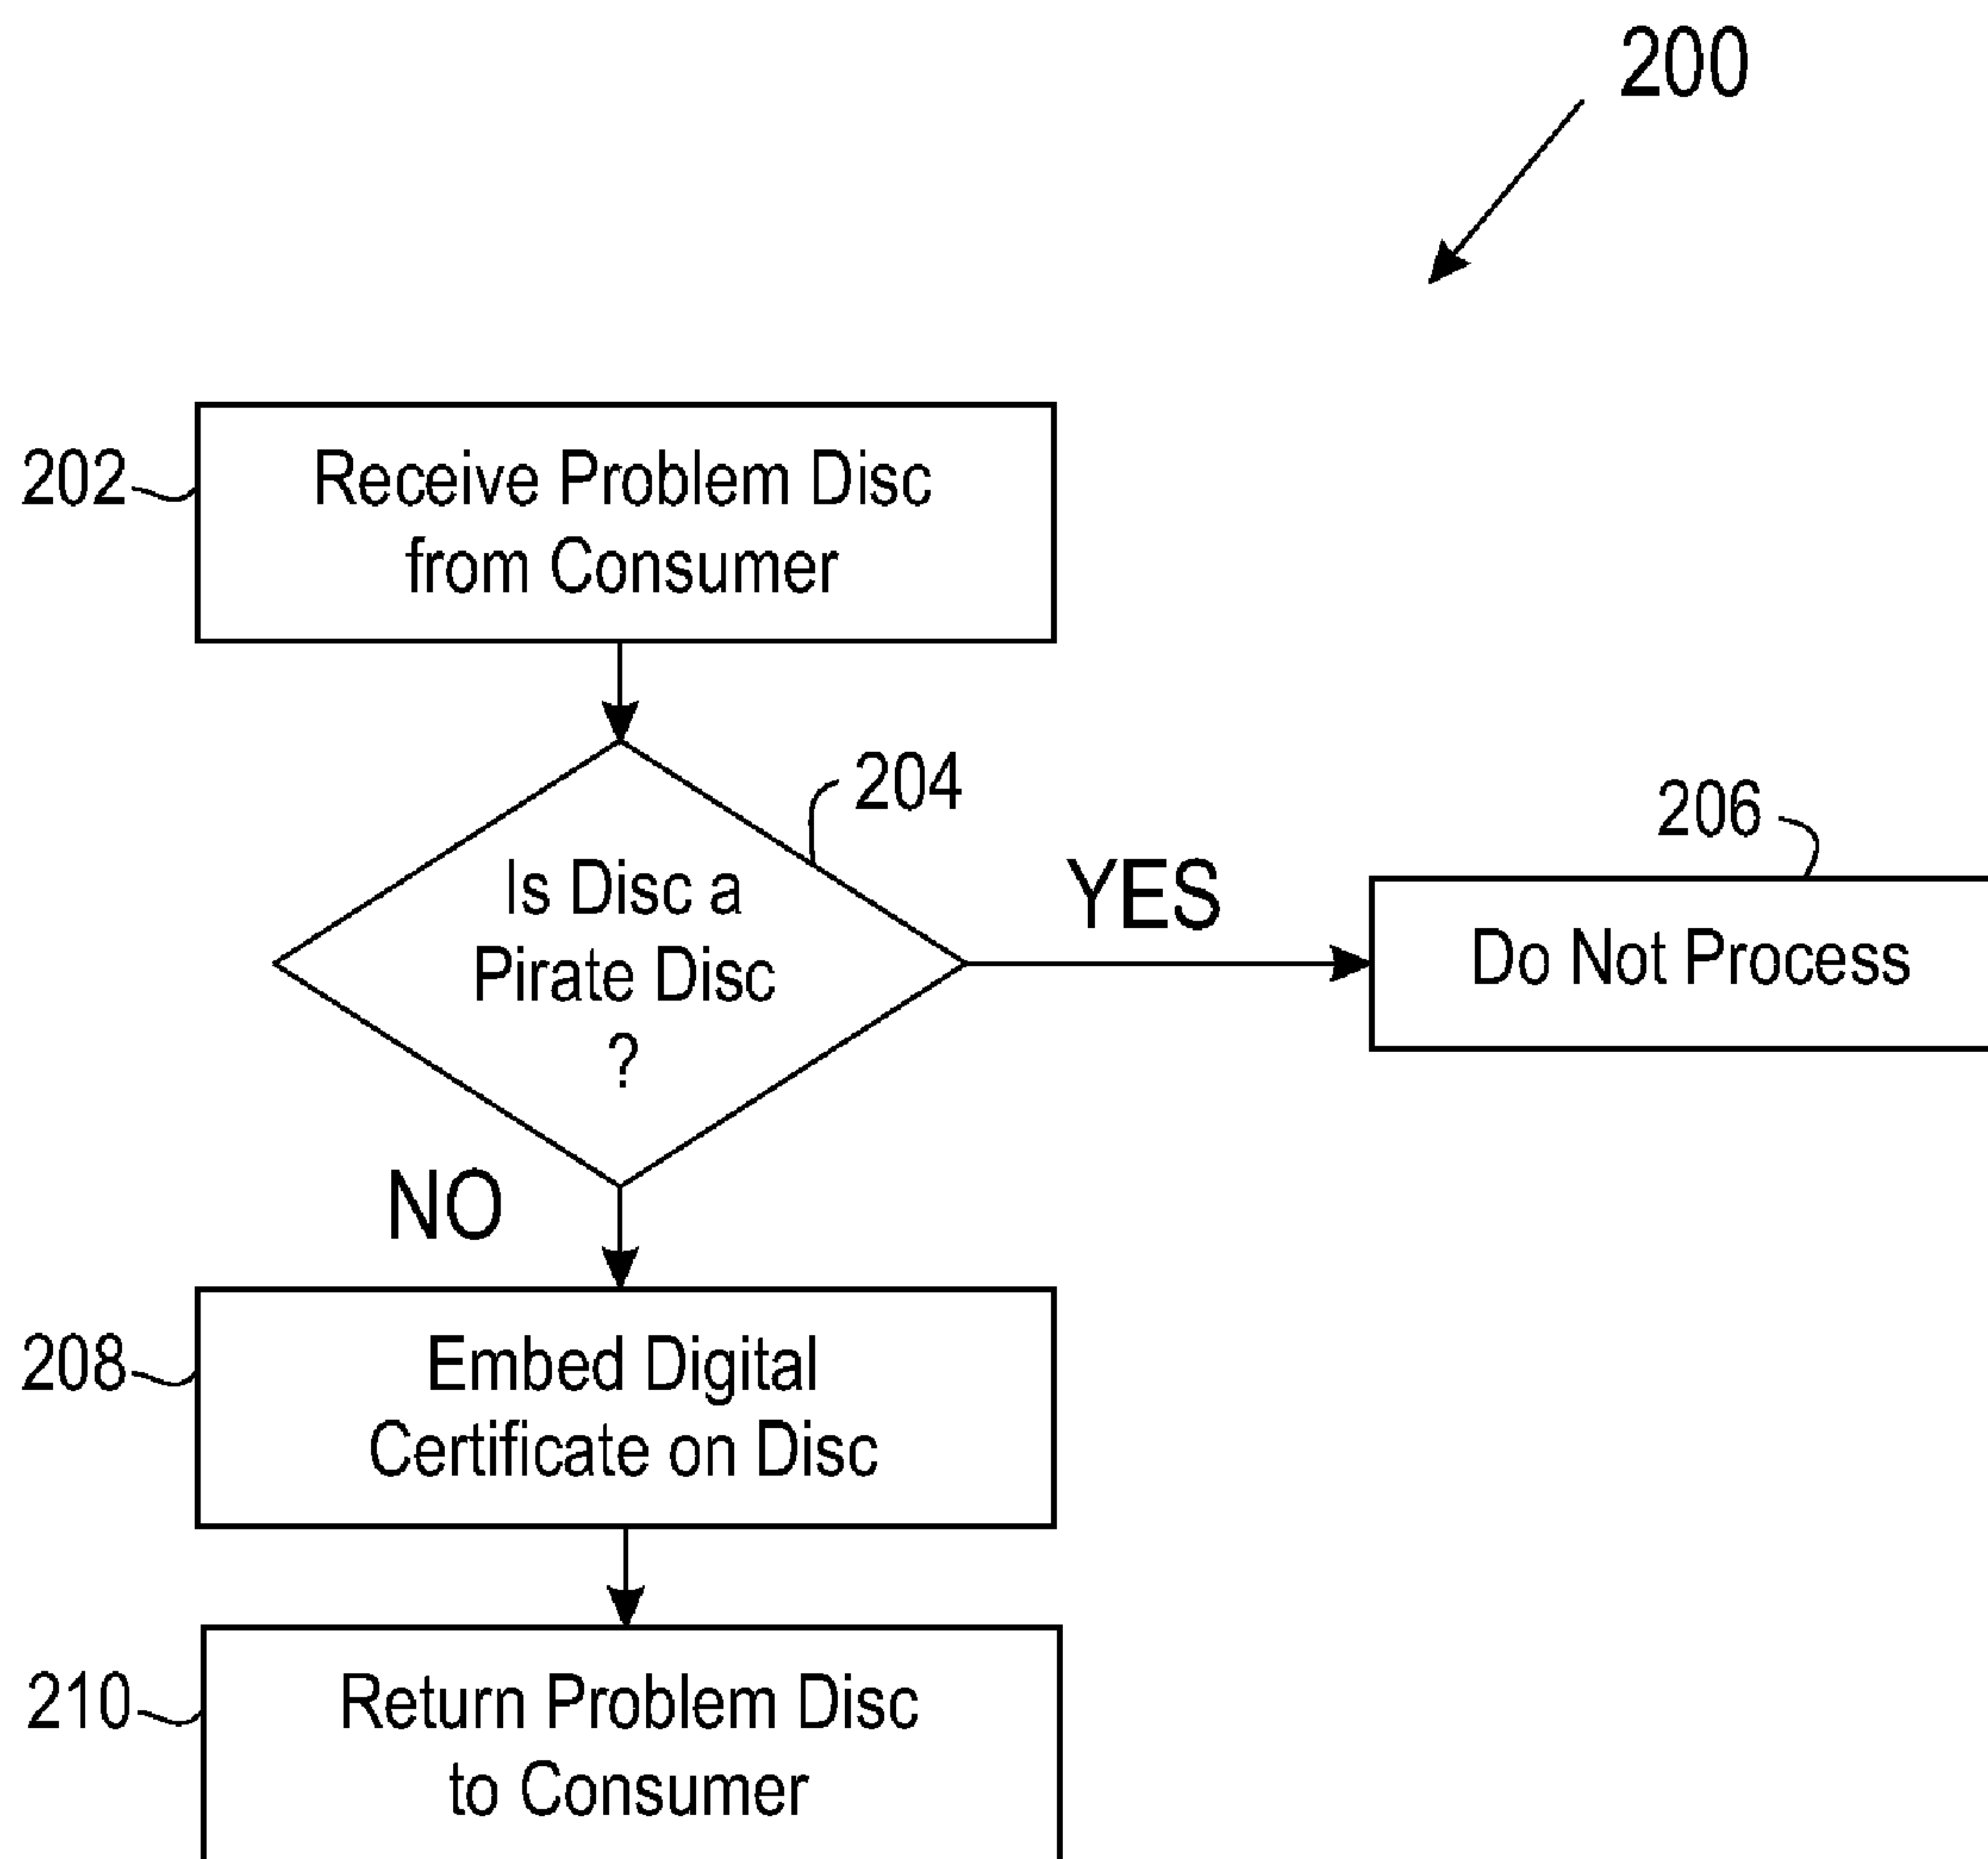 200
202
Receive Problem Disc
from Consumer
204
Is Disc a
Pirate Disc
?
YES
206
Do Not Process
NO
208
Embed Digital
Certificate on Disc
210
Return Problem Disc
to Consumer